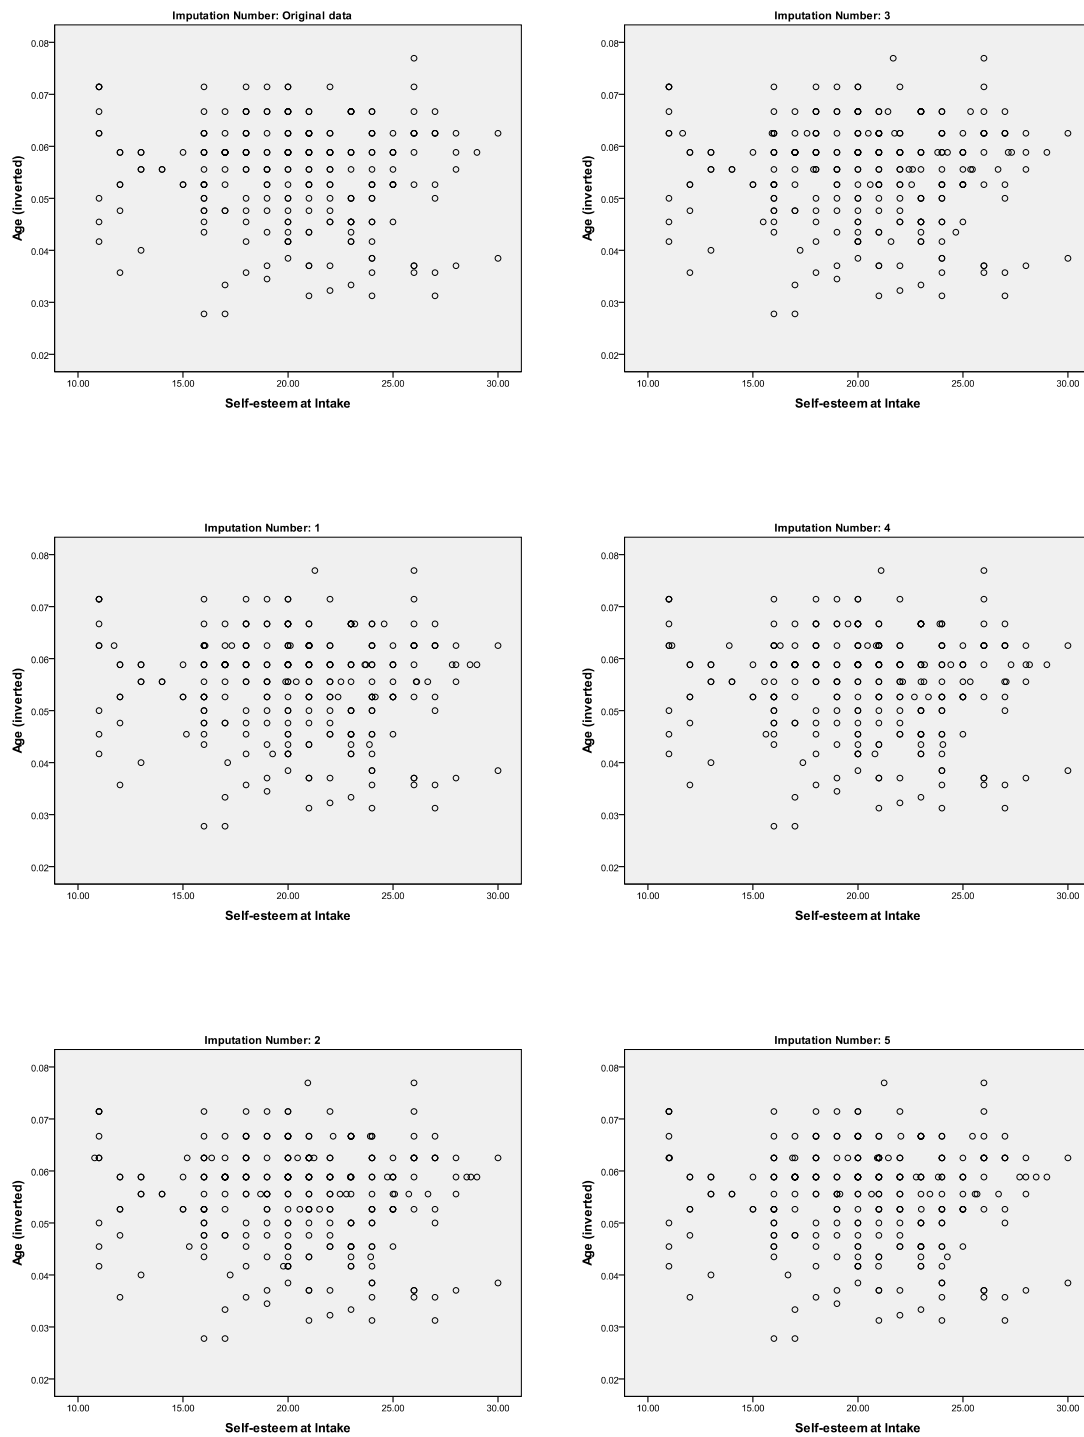 Imputation Number: Original data
0.08
0.07
0.06
0.05
0.04
0.03
0.02
Age (inverted)
10.00 15.00 20.00 25.00 30.00
Self-esteem at Intake
Imputation Number: 3
0.08
0.07
0.06
0.05
0.04
0.03
0.02
Age (inverted)
10.00 15.00 20.00 25.00 30.00
Self-esteem at Intake
Imputation Number: 1
0.08
0.07
0.06
0.05
0.04
0.03
0.02
Age (inverted)
10.00 15.00 20.00 25.00 30.00
Self-esteem at Intake
Imputation Number: 4
0.08
0.07
0.06
0.05
0.04
0.03
0.02
Age (inverted)
10.00 15.00 20.00 25.00 30.00
Self-esteem at Intake
Imputation Number: 2
0.08
0.07
0.06
0.05
0.04
0.03
0.02
Age (inverted)
10.00 15.00 20.00 25.00 30.00
Self-esteem at Intake
Imputation Number: 5
0.08
0.07
0.06
0.05
0.04
0.03
0.02
Age (inverted)
10.00 15.00 20.00 25.00 30.00
Self-esteem at Intake